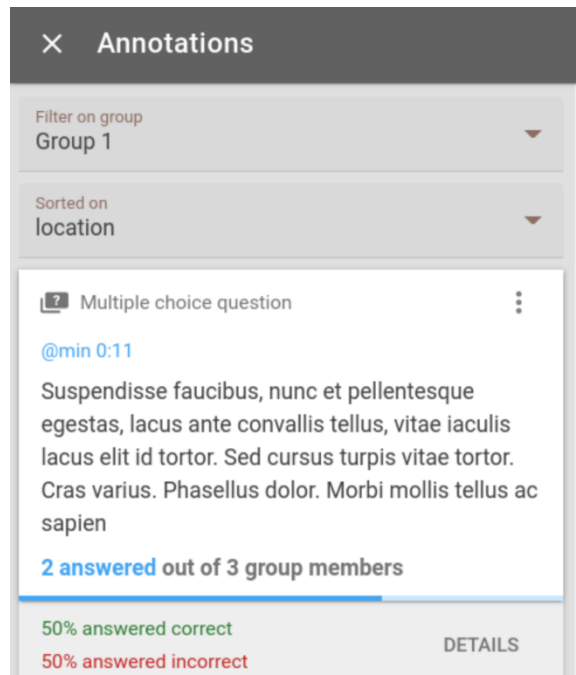 Annotations
Filter on group
Group 1
Sorted on
location
Multiple choice question
@min 0:11
Suspendisse faucibus, nunc et pellentesque
egestas, lacus ante convallis tellus, vitae iaculis
lacus elit id tortor. Sed cursus turpis vitae tortor.
Cras varius. Phasellus dolor. Morbi mollis tellus ac
sapien
2 answered out of 3 group members
50% answered correct
DETAILS
50% answered incorrect